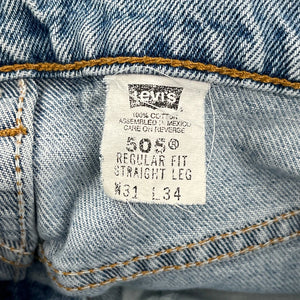 Levi's
100% COTTON
ASSEMBLED IN MEXICO
CARE ON REVERSE
505®
REGULAR FIT
STRAIGHT LEG
W31 L34